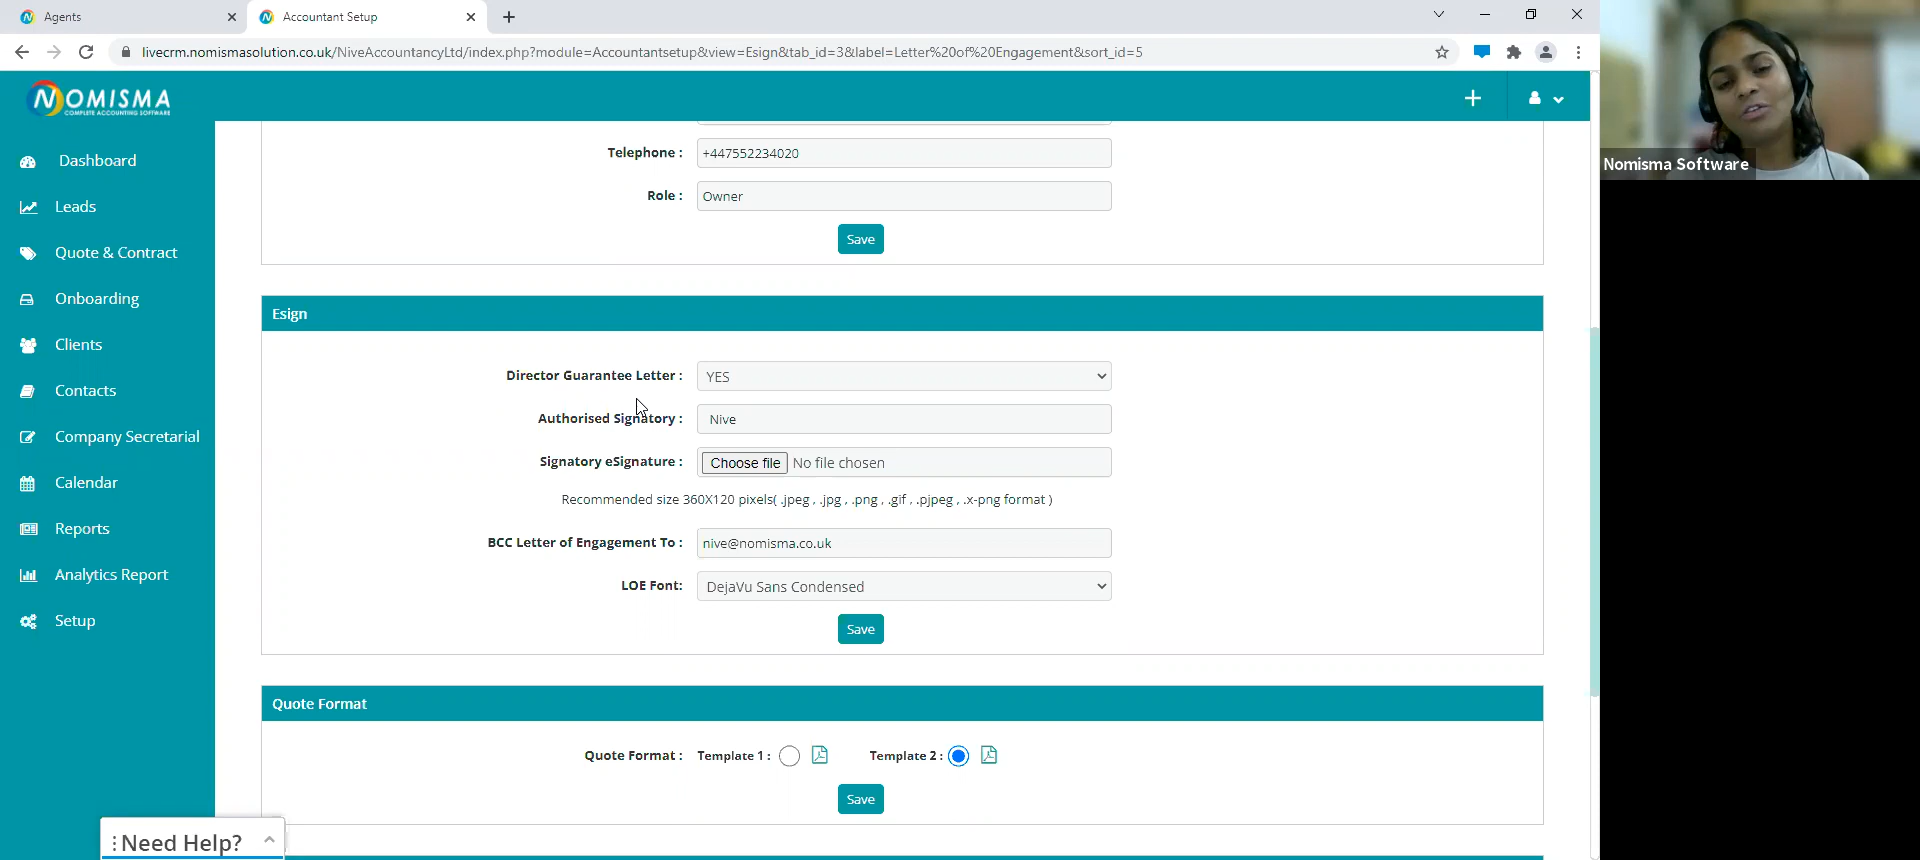 Agents
Accountant Setup
livecrm.nomismasolution.co.uk/NiveAccountancyLtd/index.php?module=Accountantsetup&view=Esign&tab_id=3&label=Letter%20of%20Engagement&sort_id=5
NOMISMA
COMPLETE ACCOUNTING SOFTWARE
Dashboard
Leads
Quote & Contract
Onboarding
Clients
Contacts
Company Secretarial
Calendar
Reports
Analytics Report
Setup
Telephone : +447552234020
Role : Owner
Save
Esign
Director Guarantee Letter : YES
Authorised Signatory : Nive
Signatory eSignature : Choose file No file chosen
Recommended size 360X120 pixels( .jpeg , .jpg , .png , .gif , .pjpeg , .x-png format )
BCC Letter of Engagement To : nive@nomisma.co.uk
LOE Font: DejaVu Sans Condensed
Save
Quote Format
Quote Format : Template 1 : Template 2 :
Save
Need Help?
Nomisma Software